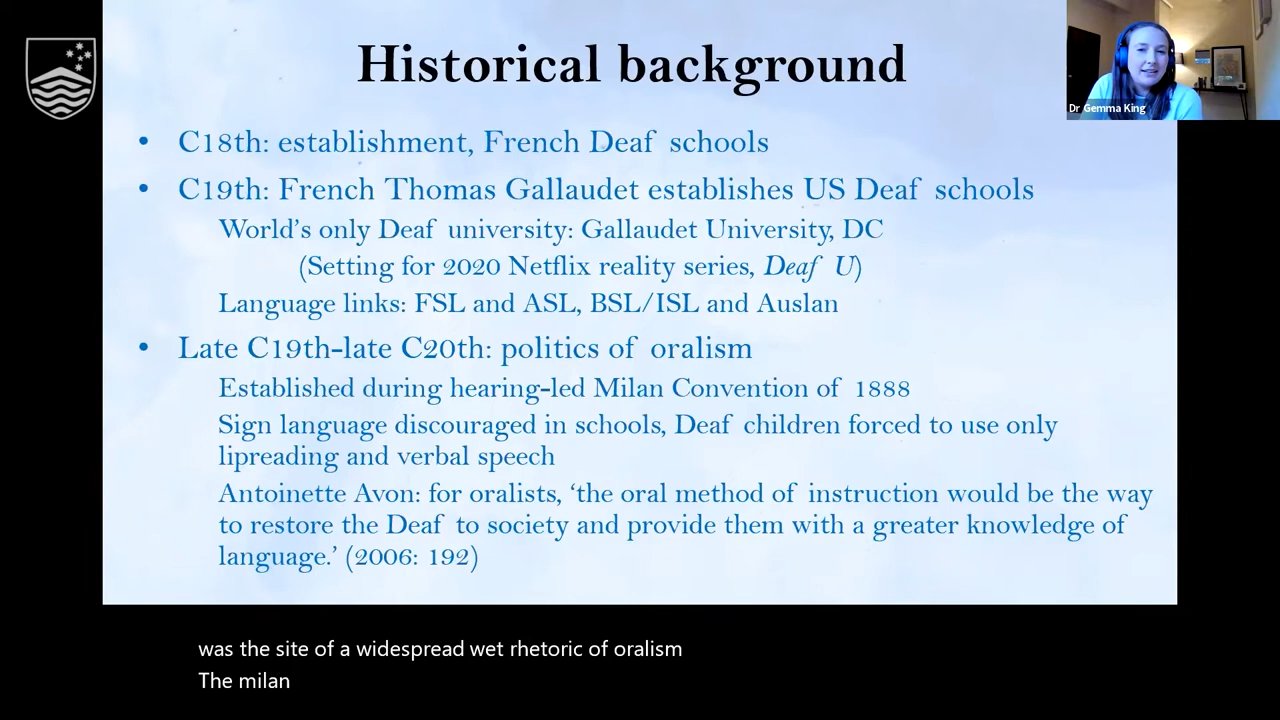 Historical background
Dr Gemma King
• C18th: establishment, French Deaf schools
• C19th: French Thomas Gallaudet establishes US Deaf schools
World’s only Deaf university: Gallaudet University, DC
(Setting for 2020 Netflix reality series, Deaf U)
Language links: FSL and ASL, BSL/ISL and Auslan
• Late C19th-late C20th: politics of oralism
Established during hearing-led Milan Convention of 1888
Sign language discouraged in schools, Deaf children forced to use only
lipreading and verbal speech
Antoinette Avon: for oralists, ‘the oral method of instruction would be the way
to restore the Deaf to society and provide them with a greater knowledge of
language.’ (2006: 192)
was the site of a widespread wet rhetoric of oralism
The milan